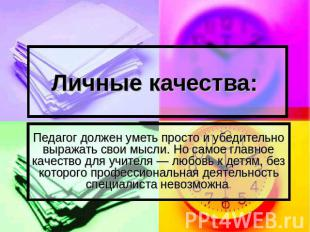 Личные качества:
Педагог должен уметь просто и убедительно
выражать свои мысли. Но самое главное
качество для учителя — любовь к детям, без
которого профессиональная деятельность
специалиста невозможна
PPt4WEB.ru